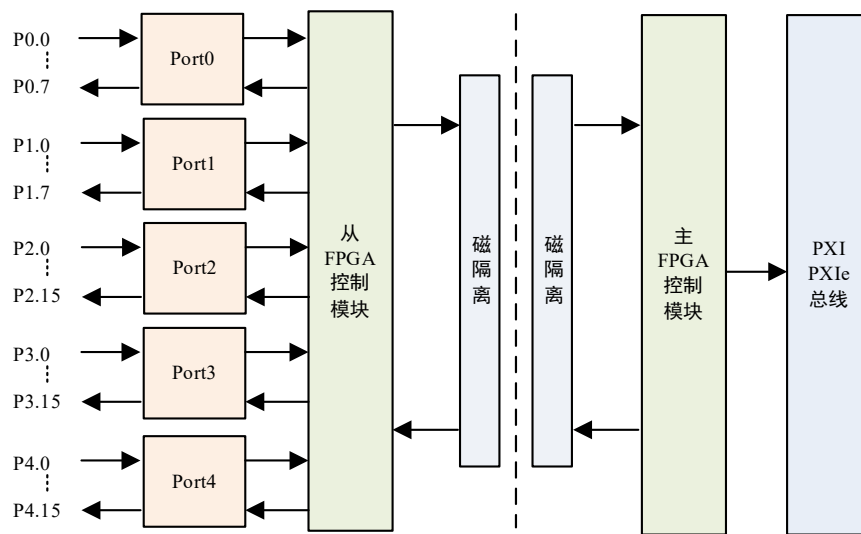 P0.0
P0.7
Port0
P1.0
P1.7
Port1
P2.0
P2.15
Port2
P3.0
P3.15
Port3
P4.0
P4.15
Port4
从
FPGA
控制
模块
磁
隔
离
磁
隔
离
主
FPGA
控制
模块
PXI
PXIe
总线